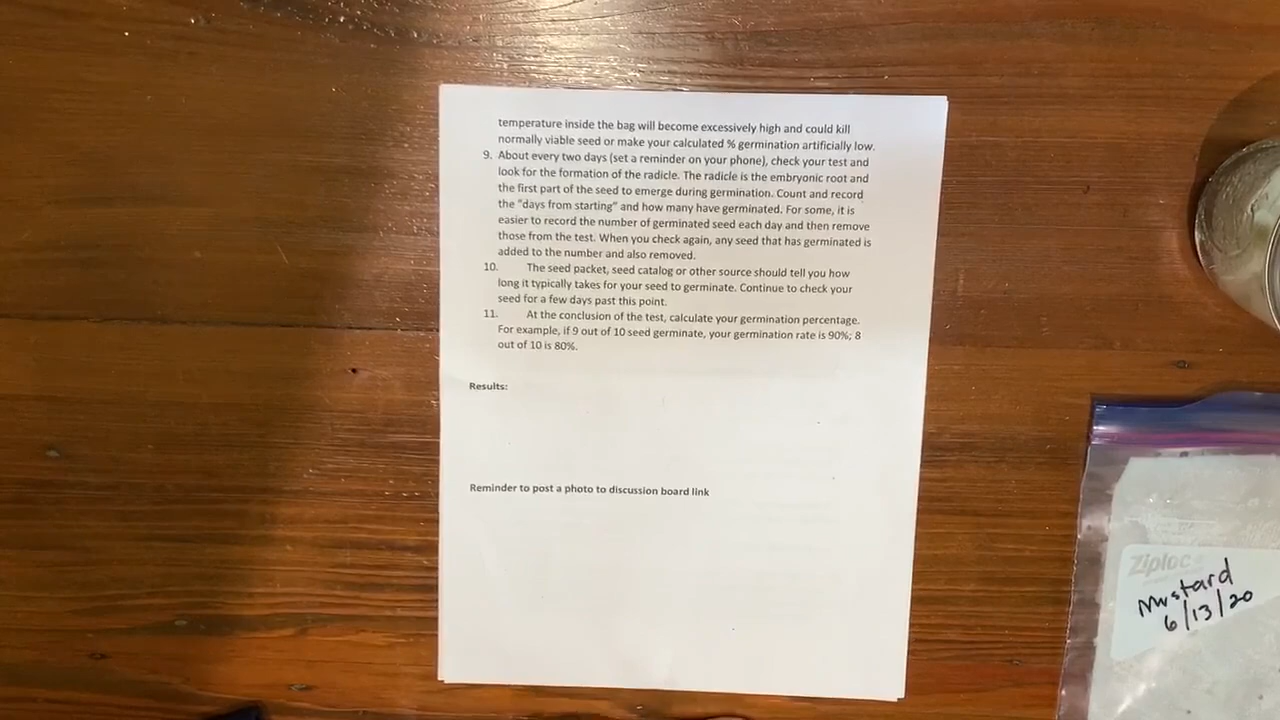 temperature inside the bag will become excessively high and could kill
normally viable seed or make your calculated % germination artificially low.
9. About every two days (set a reminder on your phone), check your test and
look for the formation of the radicle. The radicle is the embryonic root and
the first part of the seed to emerge during germination. Count and record
the "days from starting" and how many have germinated. For some, it is
easier to record the number of germinated seed each day and then remove
those from the test. When you check again, any seed that has germinated is
added to the number and also removed.
10. The seed packet, seed catalog or other source should tell you how
long it typically takes for your seed to germinate. Continue to check your
seed for a few days past this point.
11. At the conclusion of the test, calculate your germination percentage.
For example, if 9 out of 10 seed germinate, your germination rate is 90%; 8
out of 10 is 80%.
Results:
Reminder to post a photo to discussion board link
Ziploc
Mustard
6/13/20